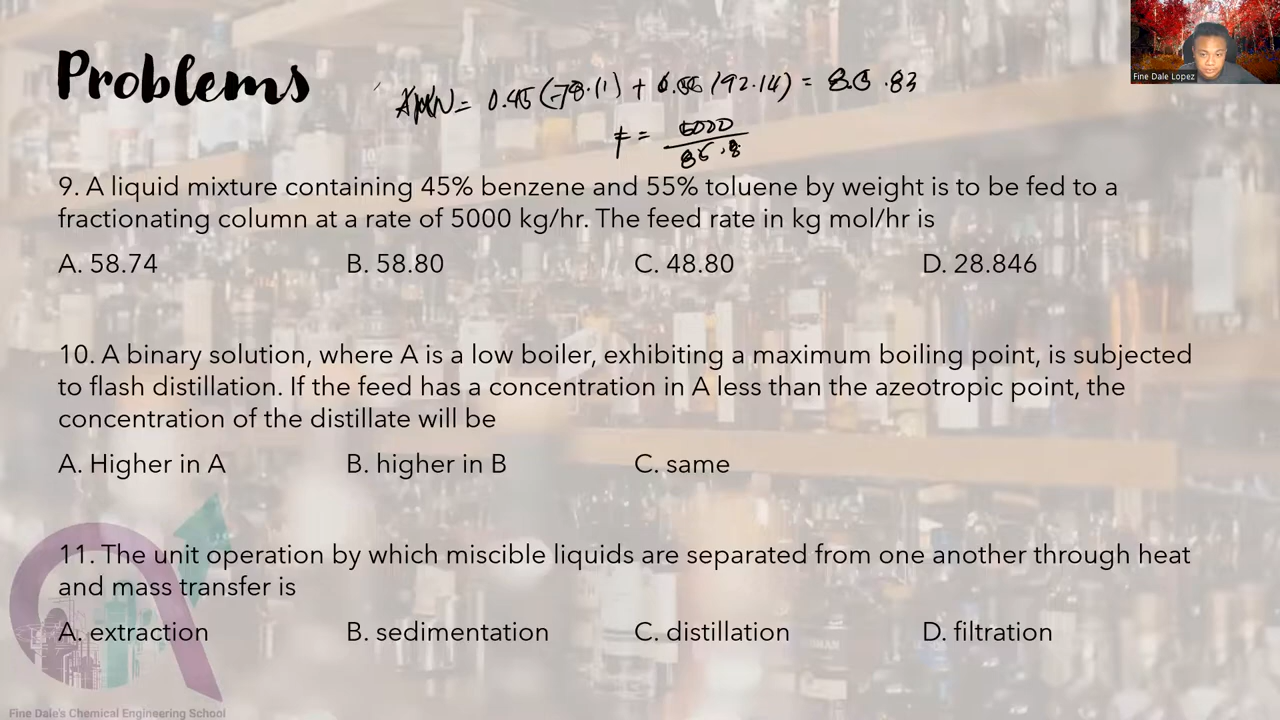 Problems
= 0.45 (78.11) + 0.55 (92.14) = 85.83
F = 5000
85.8
Fine Dale Lopez
9. A liquid mixture containing 45% benzene and 55% toluene by weight is to be fed to a
fractionating column at a rate of 5000 kg/hr. The feed rate in kg mol/hr is
A. 58.74 B. 58.80 C. 48.80 D. 28.846
10. A binary solution, where A is a low boiler, exhibiting a maximum boiling point, is subjected
to flash distillation. If the feed has a concentration in A less than the azeotropic point, the
concentration of the distillate will be
A. Higher in A B. higher in B C. same
11. The unit operation by which miscible liquids are separated from one another through heat
and mass transfer is
A. extraction B. sedimentation C. distillation D. filtration
Fine Dale's Chemical Engineering School